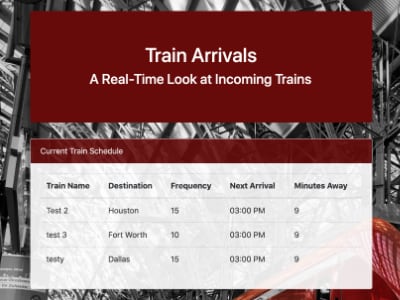 Train Arrivals
A Real-Time Look at Incoming Trains
Current Train Schedule
Train Name Destination Frequency Next Arrival Minutes Away
Test 2 Houston 15 03:00 PM 9
test 3 Fort Worth 10 03:00 PM 9
testy Dallas 15 03:00 PM 9